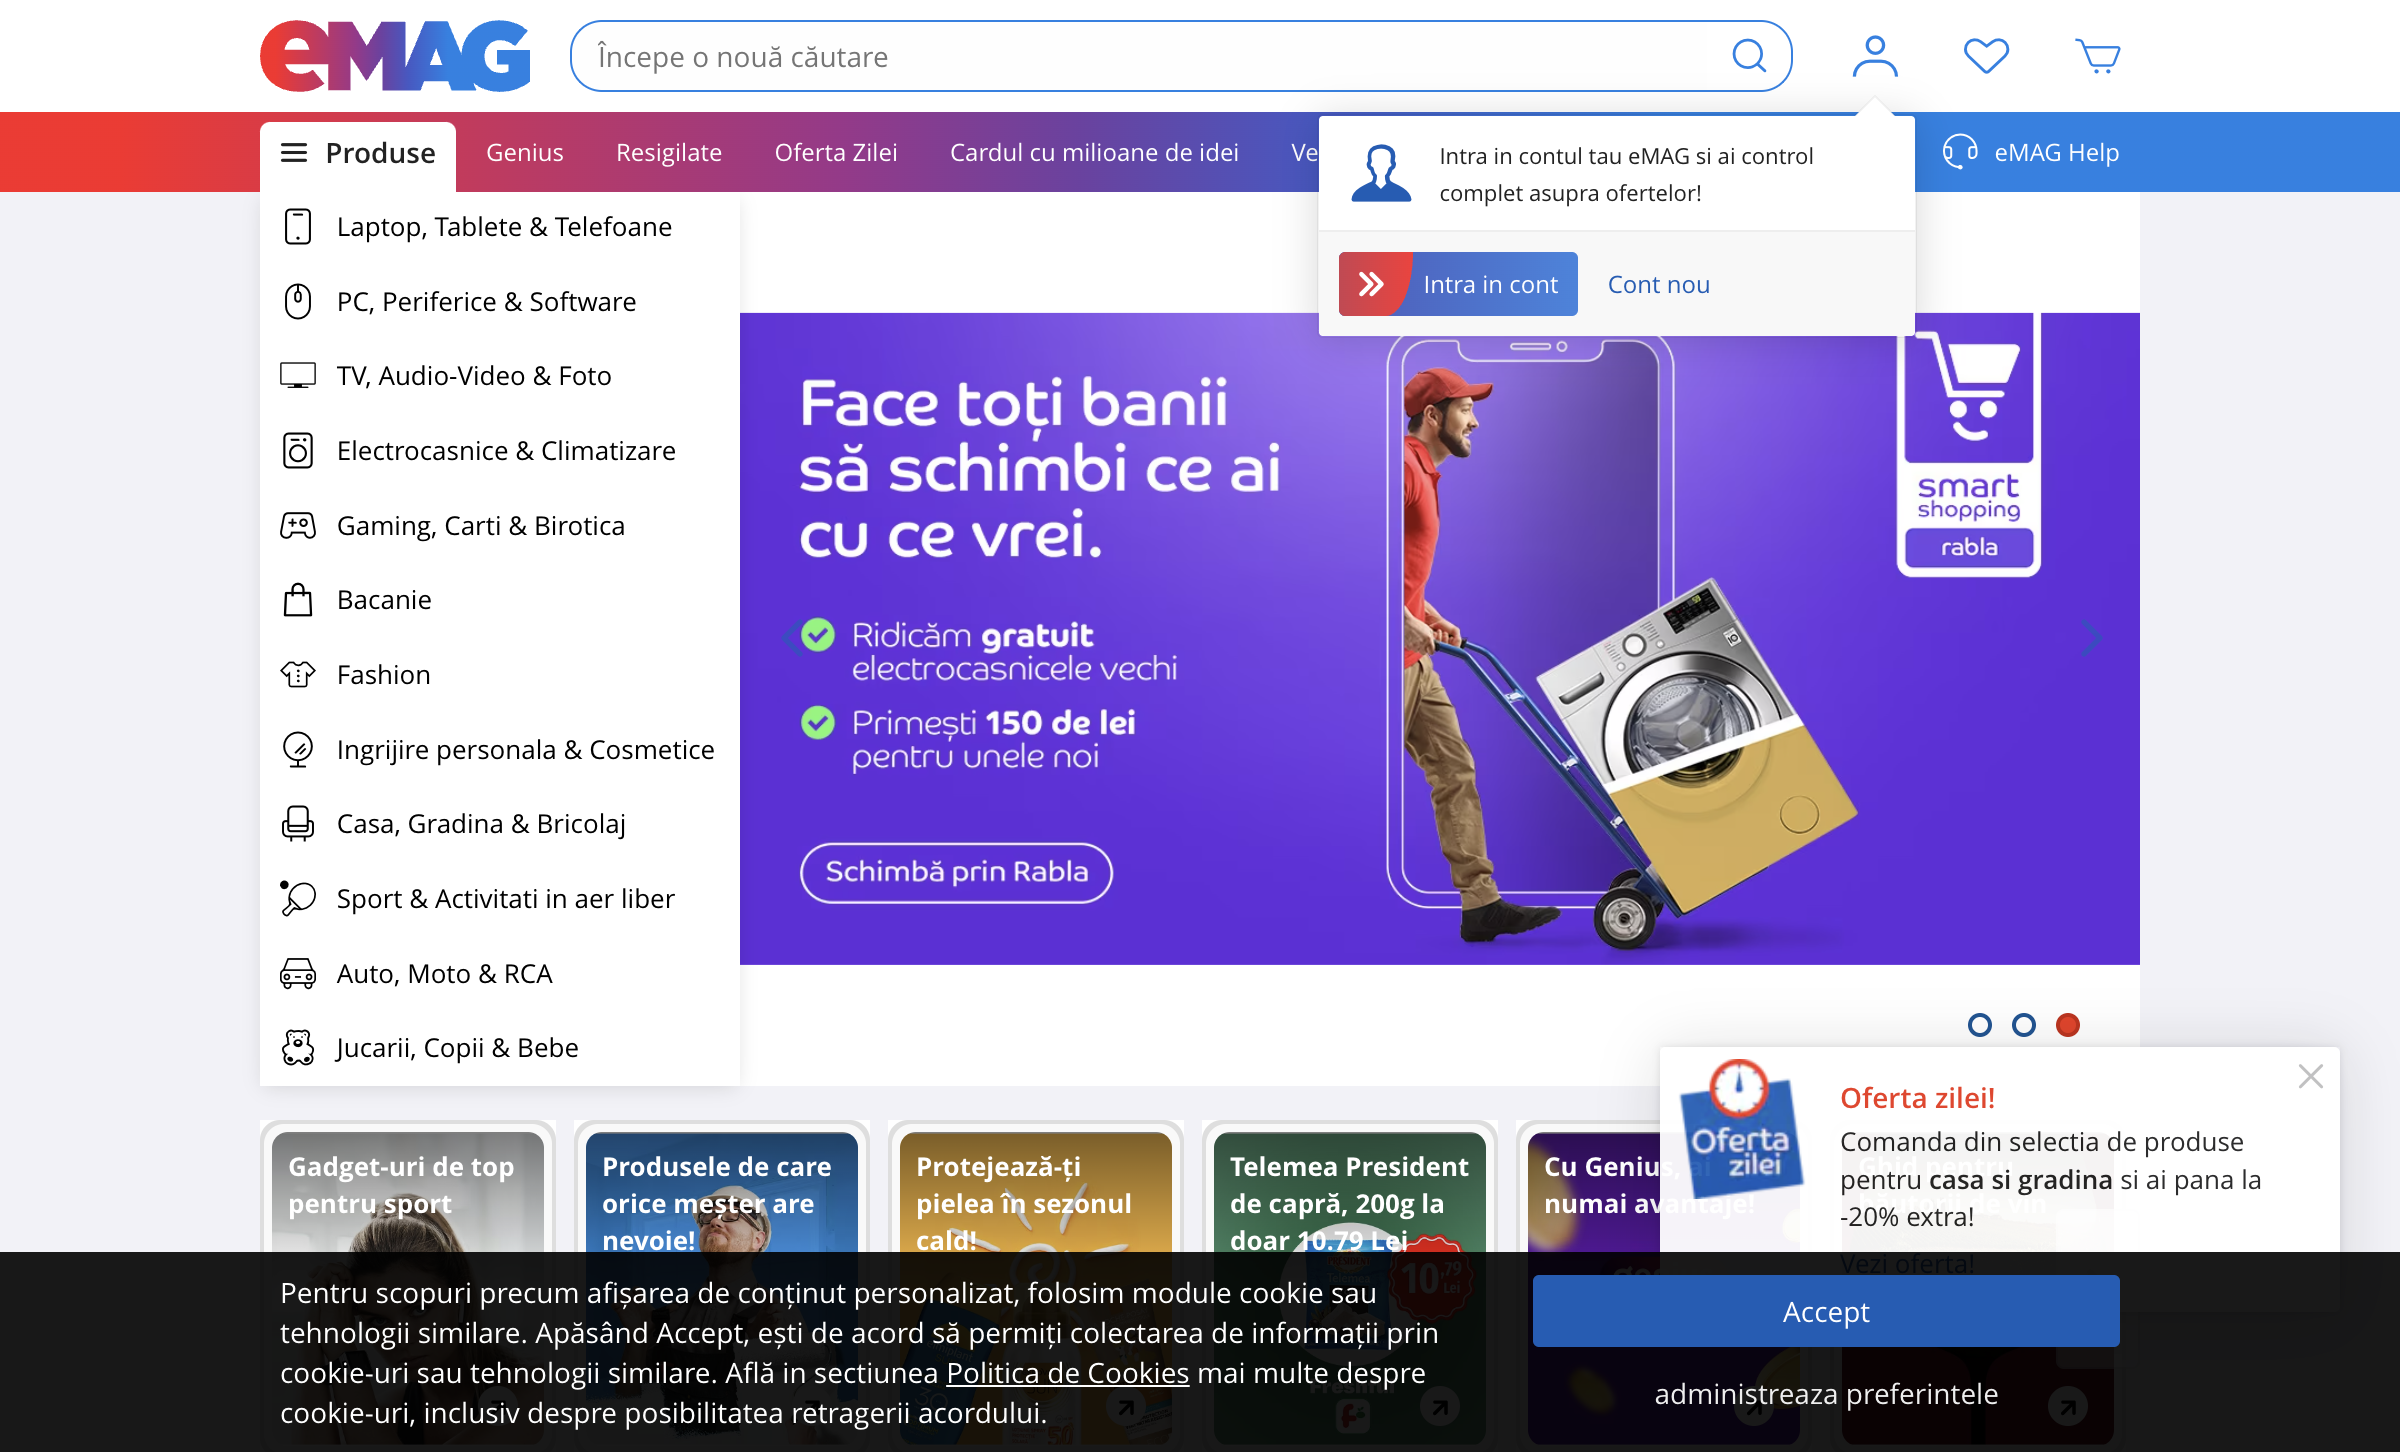 eMAG
Începe o nouă căutare
Produse
Genius
Resigilate
Oferta Zilei
Cardul cu milioane de idei
Ve
eMAG Help
Intra in contul tau eMAG si ai control
complet asupra ofertelor!
Intra in cont
Cont nou
Laptop, Tablete & Telefoane
PC, Periferice & Software
TV, Audio-Video & Foto
Electrocasnice & Climatizare
Gaming, Carti & Birotica
Bacanie
Fashion
Ingrijire personala & Cosmetice
Casa, Gradina & Bricolaj
Sport & Activitati in aer liber
Auto, Moto & RCA
Jucarii, Copii & Bebe
Face toți banii
să schimbi ce ai
cu ce vrei.
Ridicăm gratuit
electrocasnicele vechi
Primești 150 de lei
pentru unele noi
Schimbă prin Rabla
smart
shopping
rabla
Oferta
zilei
Oferta zilei!
Comanda din selectia de produse
pentru casa si gradina si ai pana la
-20% extra!
Vezi oferta!
Gadget-uri de top
pentru sport
Produsele de care
orice meșter are
nevoie!
Protejează-ți
pielea în sezonul
cald!
Telemea President
de capră, 200g la
doar 10.79 Lei
10,79
Lei
Cu Genius, ai
numai avantaje!
Ghid pentru
băutorii de vin
Pentru scopuri precum afișarea de conținut personalizat, folosim module cookie sau
tehnologii similare. Apăsând Accept, ești de acord să permiți colectarea de informații prin
cookie-uri sau tehnologii similare. Află in sectiunea Politica de Cookies mai multe despre
cookie-uri, inclusiv despre posibilitatea retragerii acordului.
Accept
administreaza preferintele